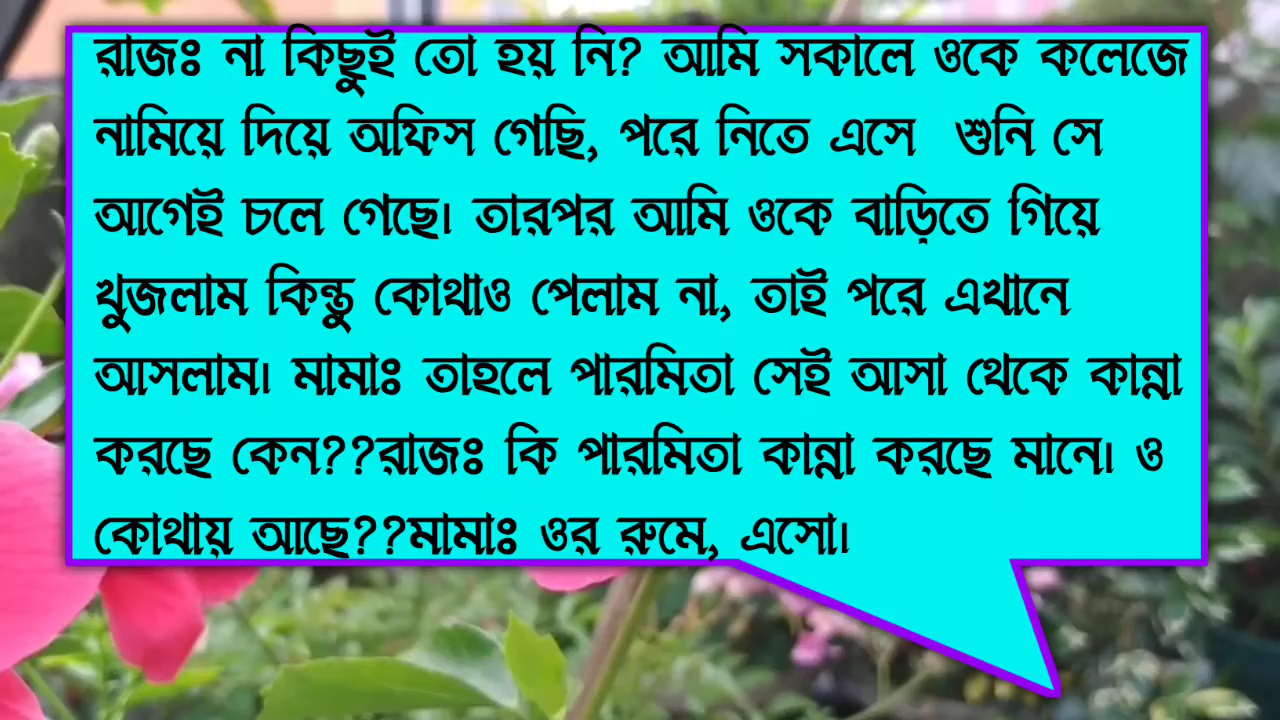 রাজঃ না কিছুই তো হয় নি? আমি সকালে ওকে কলেজে
নামিয়ে দিয়ে অফিস গেছি, পরে নিতে এসে শুনি সে
আগেই চলে গেছে। তারপর আমি ওকে বাড়িতে গিয়ে
খুজলাম কিন্তু কোথাও পেলাম না, তাই পরে এখানে
আসলাম। মামাঃ তাহলে পারমিতা সেই আসা থেকে কান্না
করছে কেন??রাজঃ কি পারমিতা কান্না করছে মানে। ও
কোথায় আছে??মামাঃ ওর রুমে, এসো।